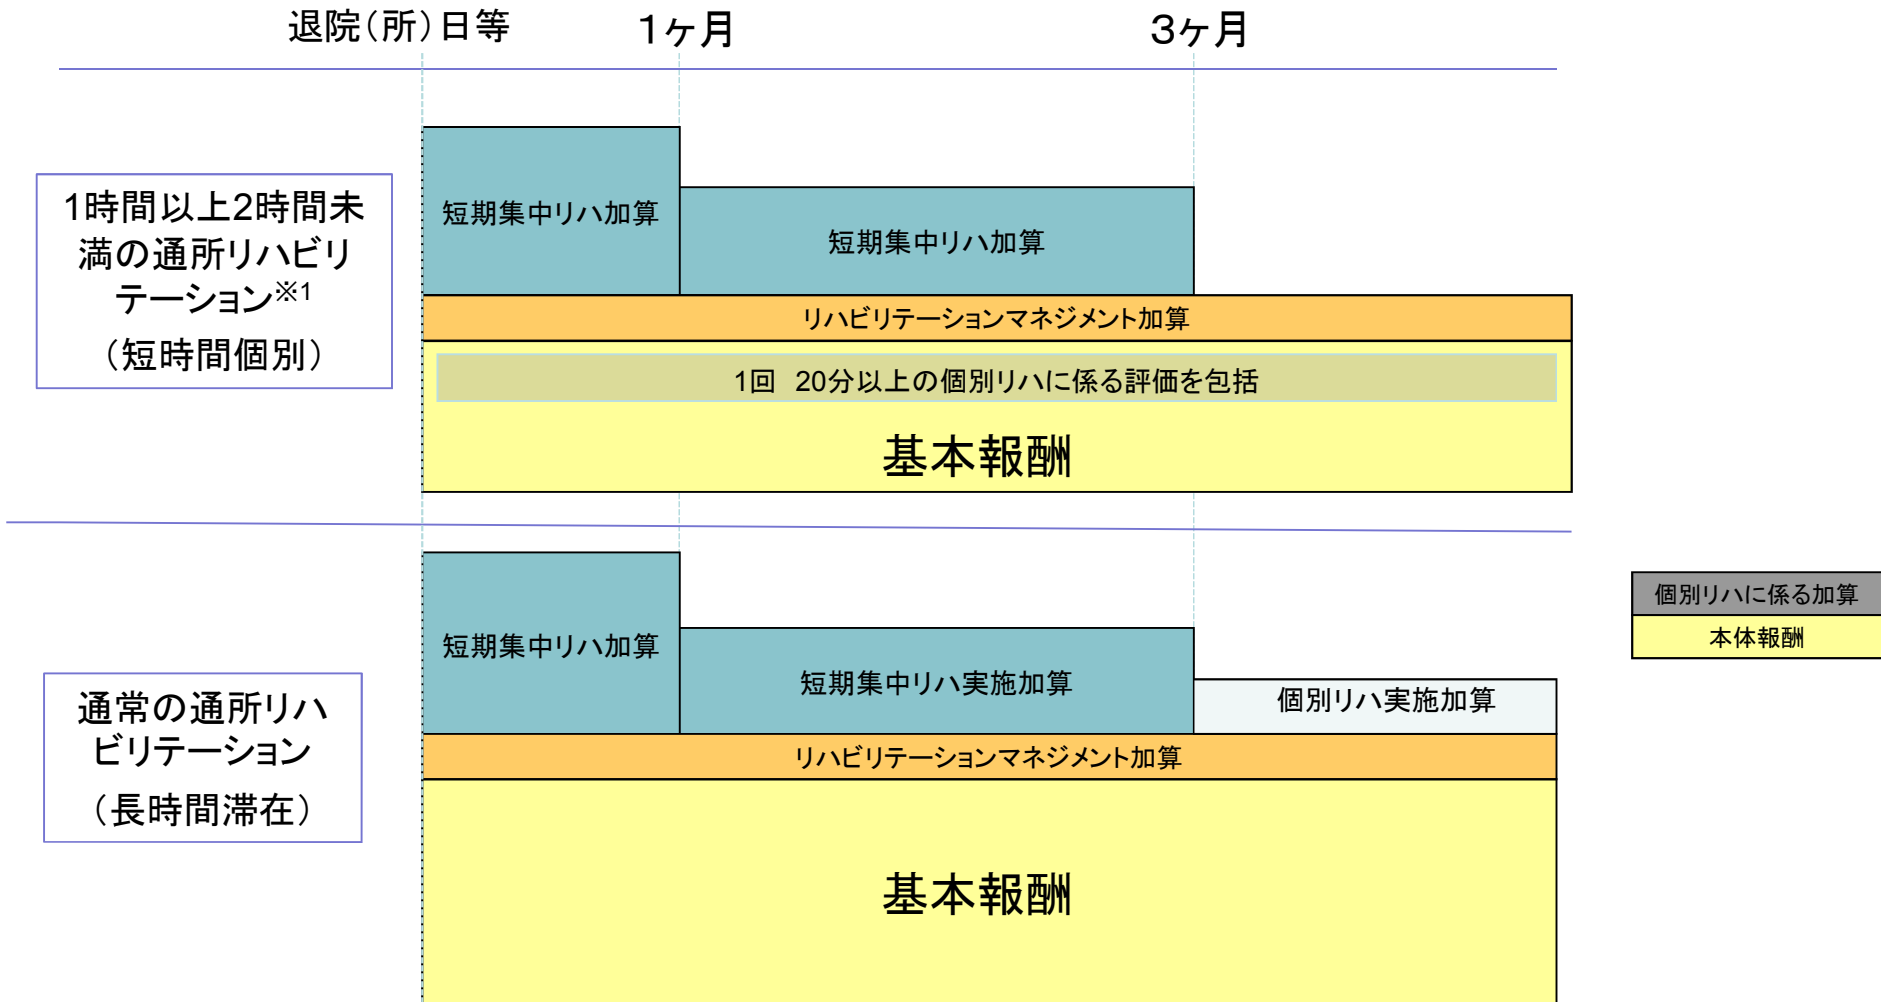 退院（所）日等
1ヶ月
3ヶ月
1時間以上2時間未
満の通所リハビリ
テーション※1
（短時間個別）
短期集中リハ加算
短期集中リハ加算
リハビリテーションマネジメント加算
1回　20分以上の個別リハに係る評価を包括
基本報酬
通常の通所リハ
ビリテーション
（長時間滞在）
短期集中リハ加算
短期集中リハ実施加算
個別リハ実施加算
リハビリテーションマネジメント加算
基本報酬
個別リハに係る加算
本体報酬